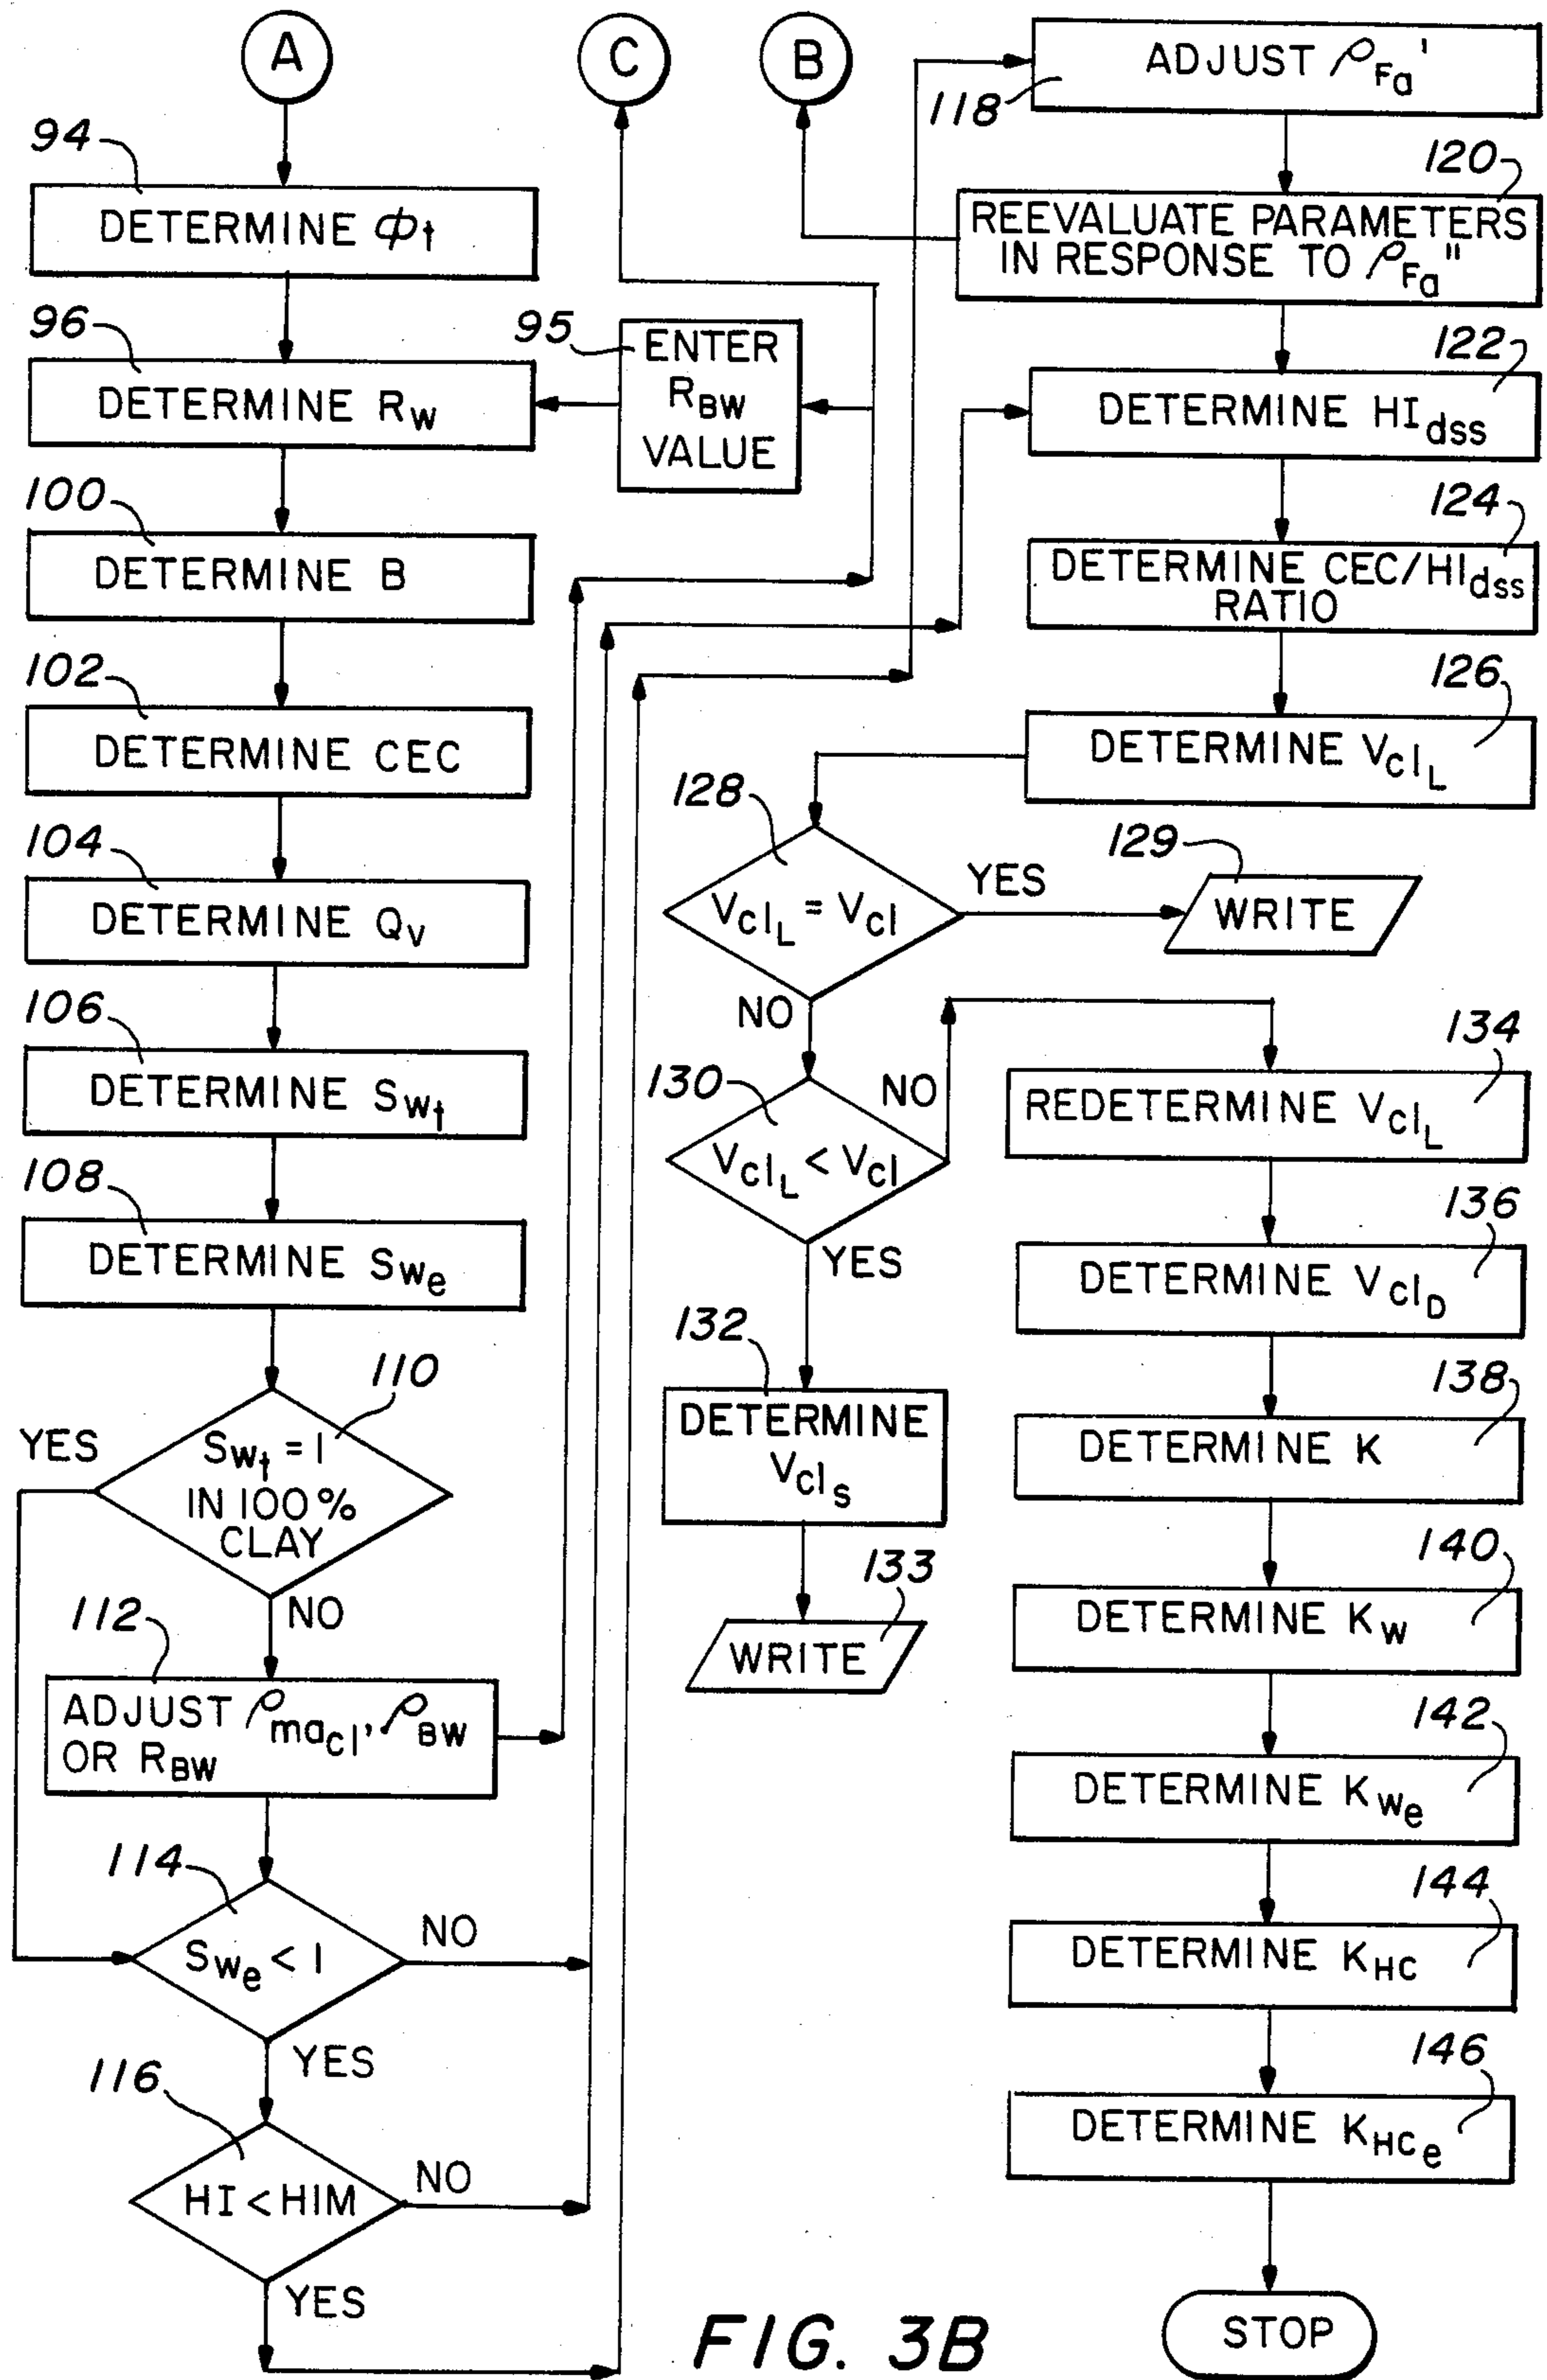 A
94
DETERMINE ϕt
96
DETERMINE Rw
95
ENTER
RBW
VALUE
100
DETERMINE B
102
DETERMINE CEC
104
DETERMINE Qv
106
DETERMINE Swt
108
DETERMINE Swe
110
YES
Swt = 1
IN 100%
CLAY
NO
112
ADJUST ρmacl, ρBW
OR RBW
114
Swe < 1
NO
YES
116
HI < HIM
NO
YES
C
B
ADJUST ρFa'
118
120
REEVALUATE PARAMETERS
IN RESPONSE TO ρFa"
122
DETERMINE HIdss
124
DETERMINE CEC/HIdss
RATIO
126
DETERMINE VclL
128
VclL = Vcl
YES
129
WRITE
NO
130
VclL < Vcl
NO
YES
132
DETERMINE
Vcls
133
WRITE
134
REDETERMINE VclL
136
DETERMINE VclD
138
DETERMINE K
140
DETERMINE Kw
142
DETERMINE Kwe
144
DETERMINE KHC
146
DETERMINE KHCe
STOP
FIG. 3B